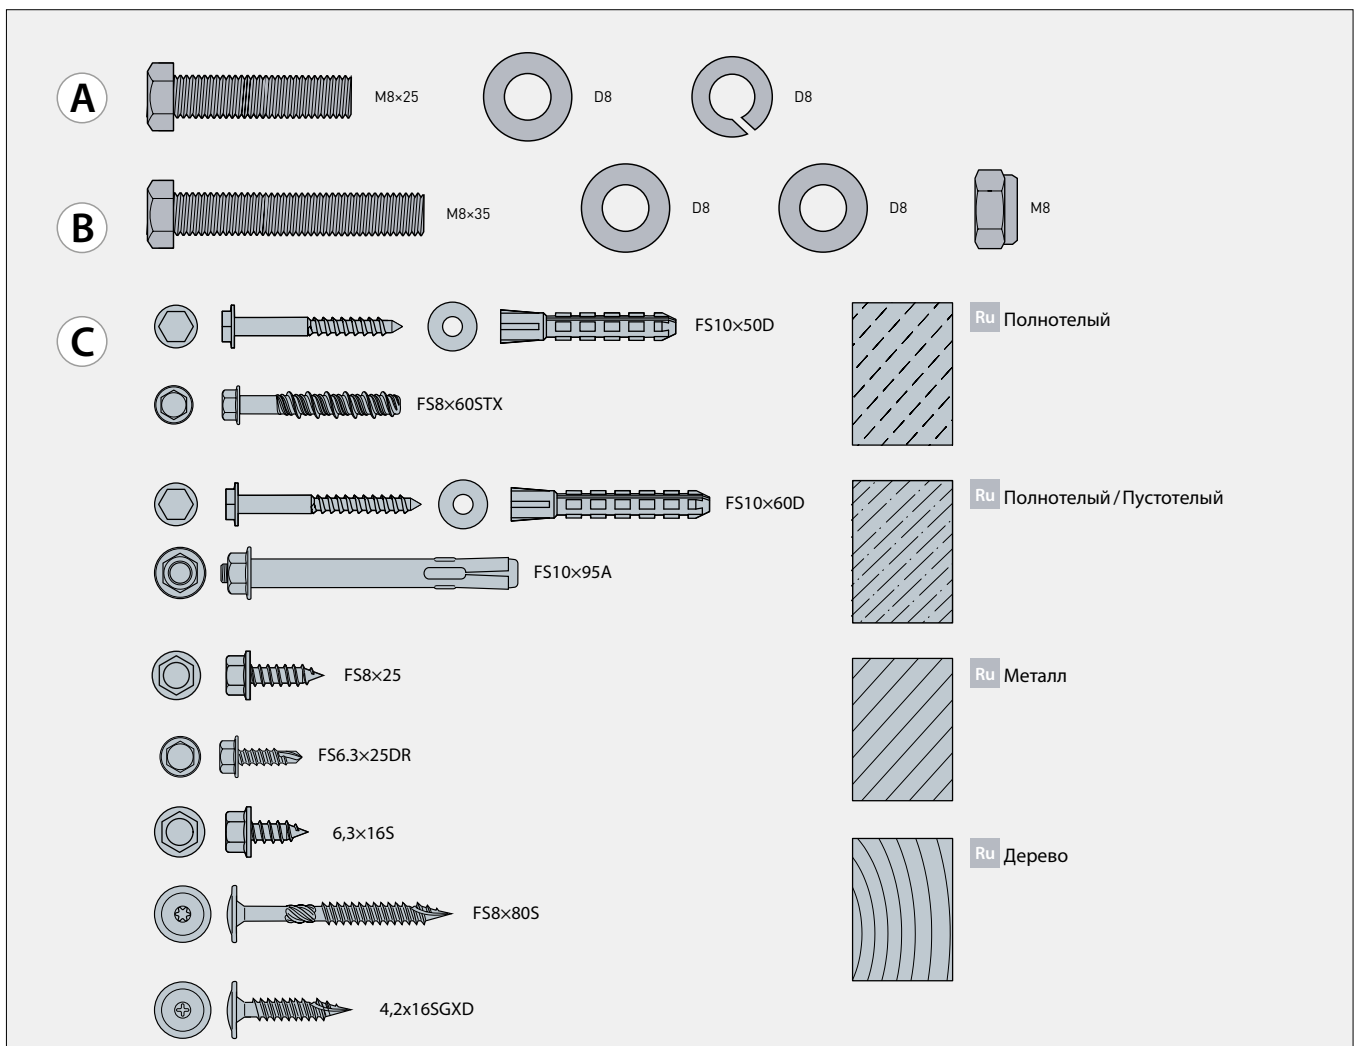 A
M8×25
D8
D8
B
M8×35
D8
D8
M8
C
FS10×50D
Ru Полнотелый
FS8×60STX
FS10×60D
Ru Полнотелый / Пустотелый
FS10×95A
FS8×25
Ru Металл
FS6.3×25DR
6,3×16S
Ru Дерево
FS8×80S
4,2x16SGXD